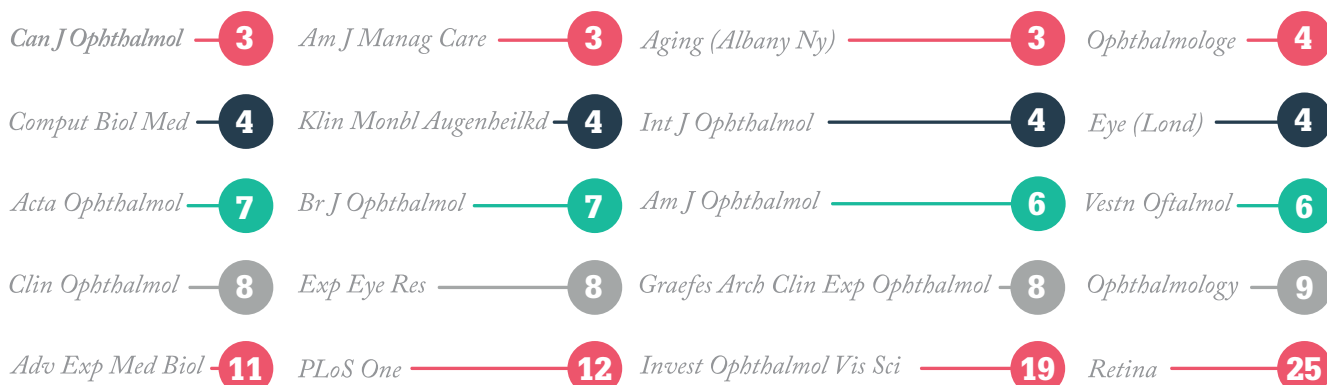 Can J Ophthalmol 3 Am J Manag Care 3 Aging (Albany Ny) 3 Ophthalmologe 4
Comput Biol Med 4 Klin Monbl Augenheilkd 4 Int J Ophthalmol 4 Eye (Lond) 4
Acta Ophthalmol 7 Br J Ophthalmol 7 Am J Ophthalmol 6 Vestn Oftalmol 6
Clin Ophthalmol 8 Exp Eye Res 8 Graefes Arch Clin Exp Ophthalmol 8 Ophthalmology 9
Adv Exp Med Biol 11 PLoS One 12 Invest Ophthalmol Vis Sci 19 Retina 25